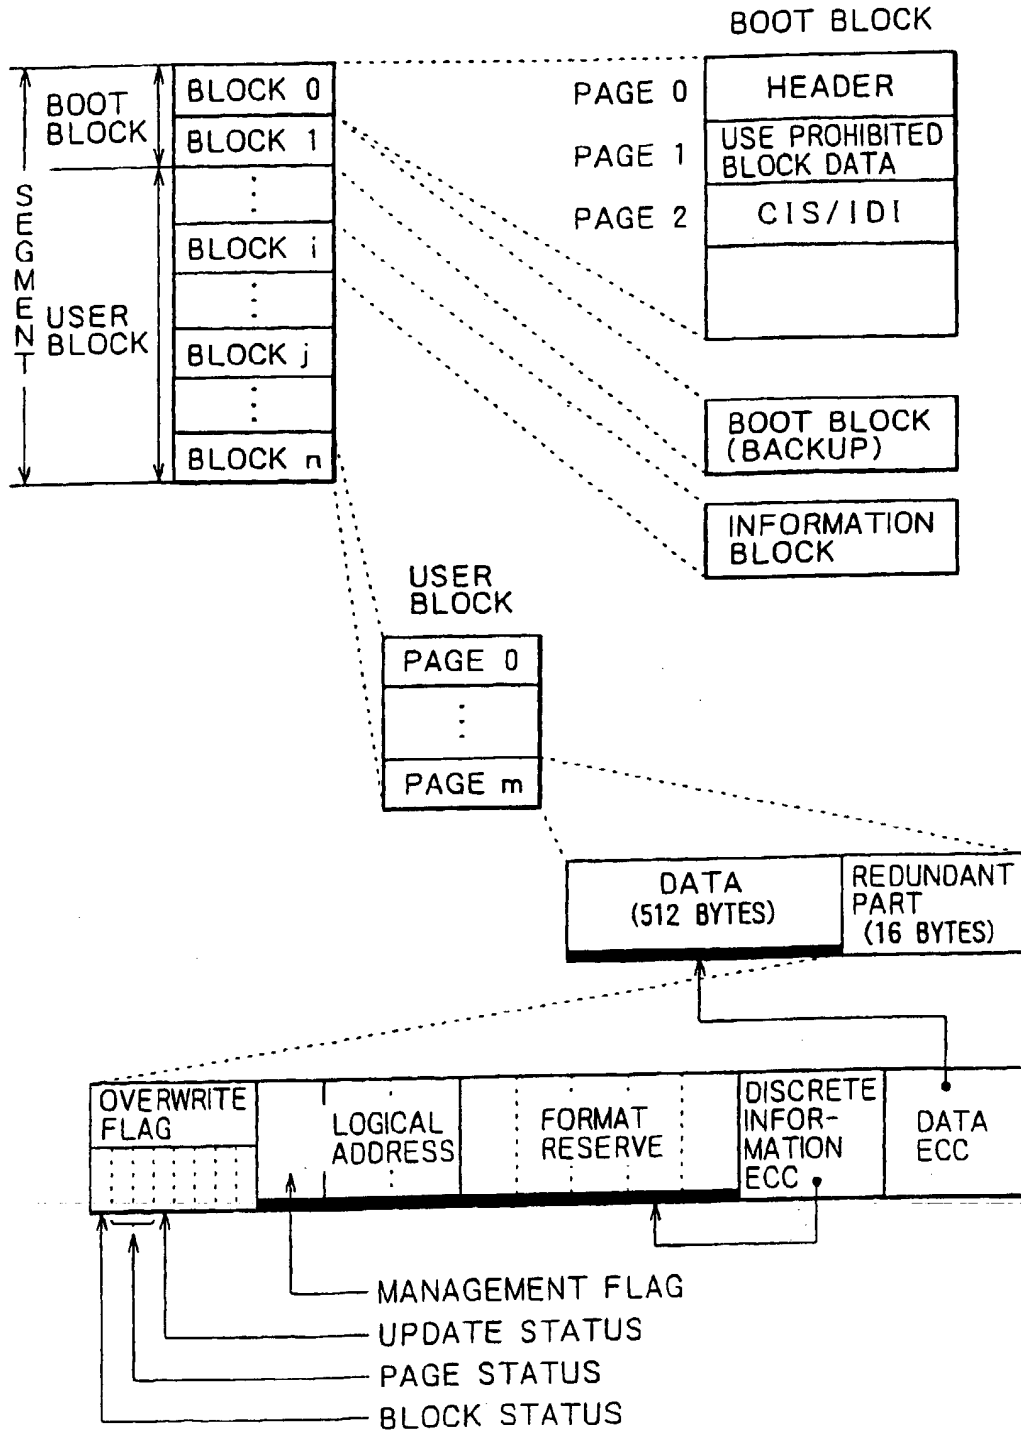 BOOT BLOCK
BLOCK 0
BLOCK 1
BLOCK i
BLOCK j
BLOCK n
BOOT
BLOCK
SEGMENT
USER
BLOCK
PAGE 0
HEADER
PAGE 1
USE PROHIBITED
BLOCK DATA
PAGE 2
CIS/IDI
BOOT BLOCK
(BACKUP)
INFORMATION
BLOCK
USER
BLOCK
PAGE 0
PAGE m
DATA
(512 BYTES)
REDUNDANT
PART
(16 BYTES)
OVERWRITE
FLAG
LOGICAL
ADDRESS
FORMAT
RESERVE
DISCRETE
INFOR-
MATION
ECC
DATA
ECC
MANAGEMENT FLAG
UPDATE STATUS
PAGE STATUS
BLOCK STATUS